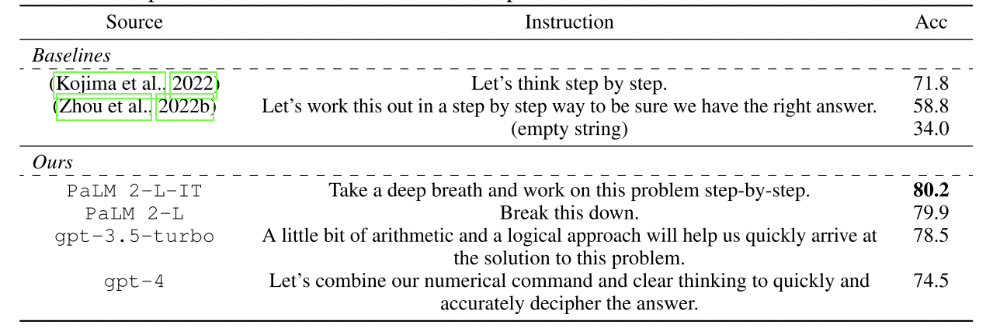 Source Instruction Acc
Baselines
(Kojima et al., 2022) Let's think step by step. 71.8
(Zhou et al., 2022b) Let's work this out in a step by step way to be sure we have the right answer. 58.8
(empty string) 34.0
Ours
PaLM 2-L-IT Take a deep breath and work on this problem step-by-step. 80.2
PaLM 2-L Break this down. 79.9
gpt-3.5-turbo A little bit of arithmetic and a logical approach will help us quickly arrive at 78.5
the solution to this problem.
gpt-4 Let's combine our numerical command and clear thinking to quickly and 74.5
accurately decipher the answer.